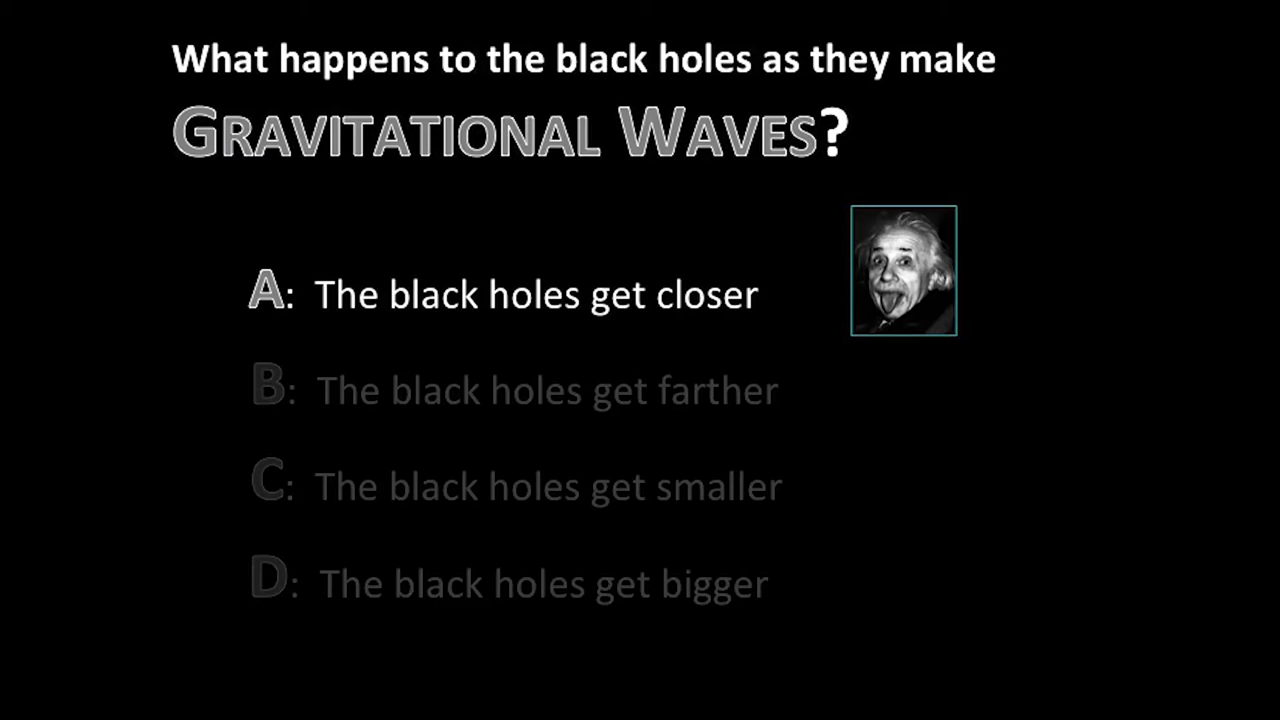 What happens to the black holes as they make
GRAVITATIONAL WAVES?
A: The black holes get closer
B: The black holes get farther
C: The black holes get smaller
D: The black holes get bigger